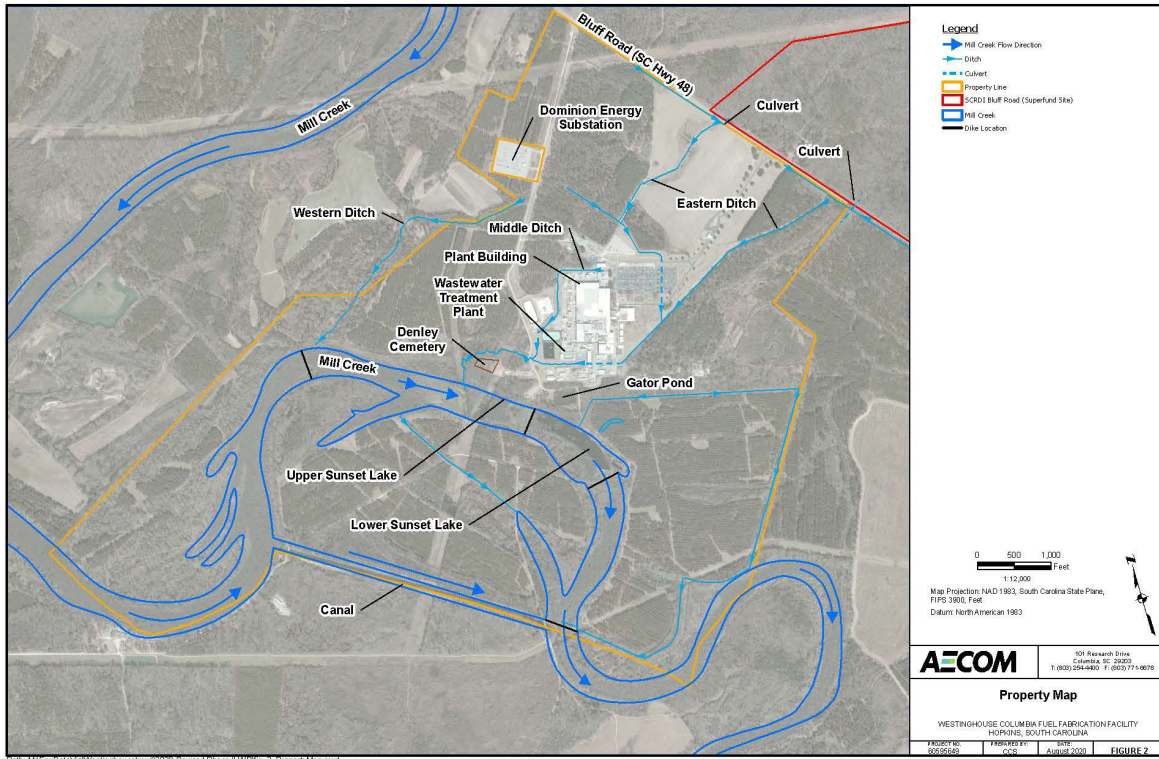 Bluff Road (SC Hwy 48)
Mill Creek
Dominion Energy
Substation
Culvert
Culvert
Western Ditch
Eastern Ditch
Middle Ditch
Plant Building
Wastewater
Treatment
Plant
Denley
Cemetery
Mill Creek
Gator Pond
Upper Sunset Lake
Lower Sunset Lake
Canal
Legend
Mill Creek Flow Direction
Ditch
Culvert
Property Line
SCRDI Bluff Road (Superfund Site)
Mill Creek
Dike Location
0 500 1,000
Feet
1:12,000
Map Projection: NAD 1983, South Carolina State Plane,
FIPS 3900, Feet
Datum: North American 1983
N
AECOM
101 Research Drive
Columbia, SC 29203
T: (803) 254-4400 F: (803) 771-6676
Property Map
WESTINGHOUSE COLUMBIA FUEL FABRICATION FACILITY
HOPKINS, SOUTH CAROLINA
PROJECT NO.
60595649
PREPARED BY:
CCS
DATE:
August 2020
FIGURE 2